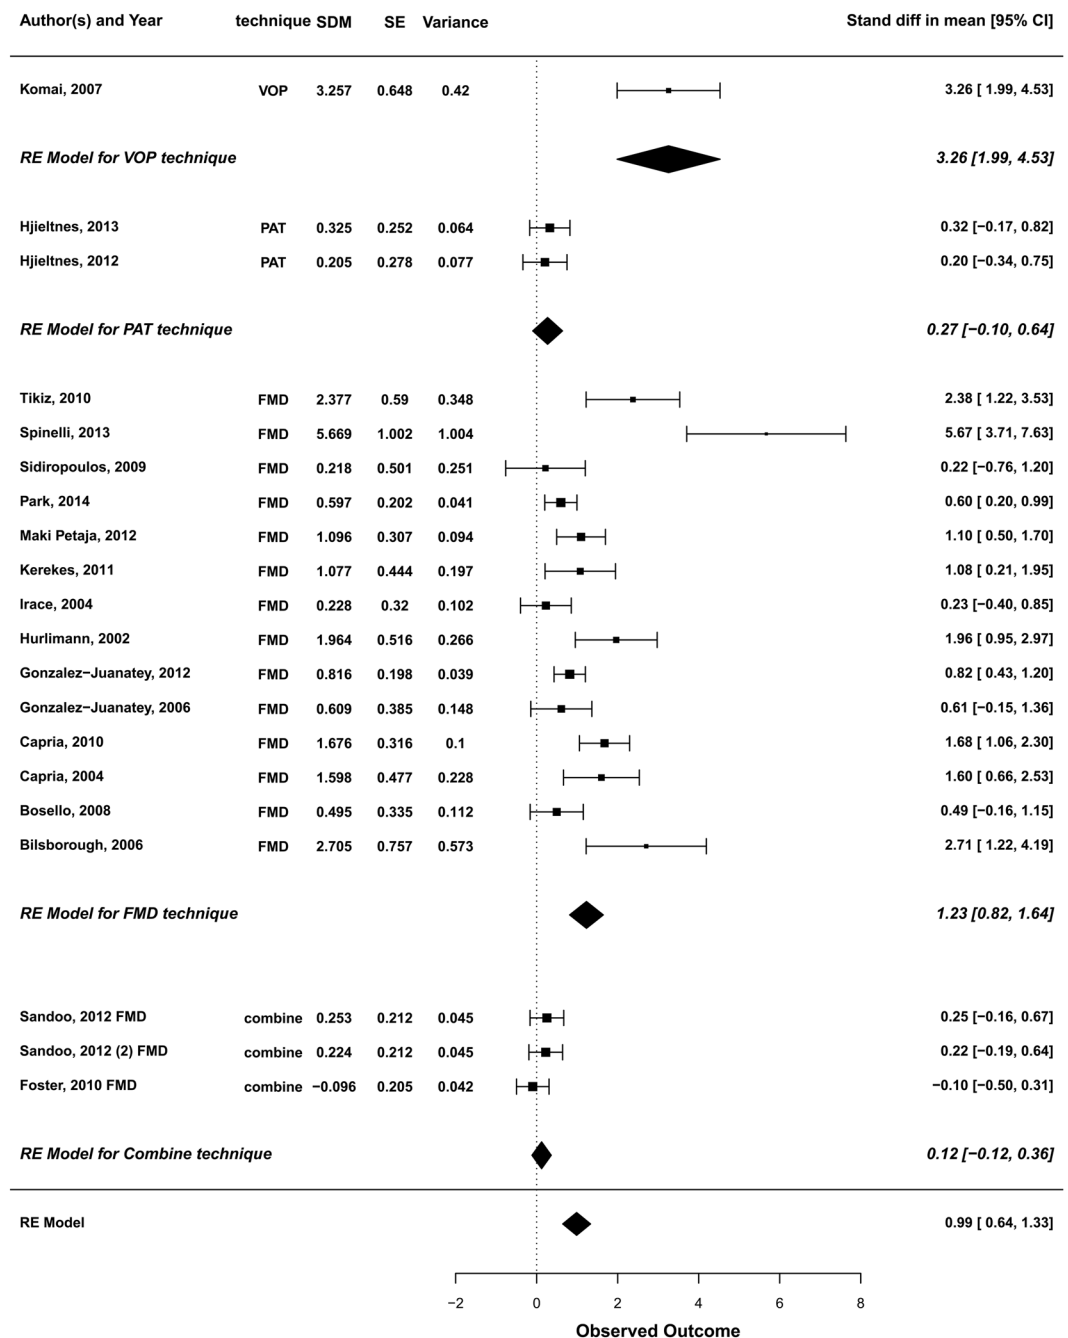 Author(s) and Year technique SDM SE Variance Stand diff in mean [95% CI]
Komai, 2007 VOP 3.257 0.648 0.42 3.26 [ 1.99, 4.53]
RE Model for VOP technique 3.26 [1.99, 4.53]
Hjieltnes, 2013 PAT 0.325 0.252 0.064 0.32 [−0.17, 0.82]
Hjieltnes, 2012 PAT 0.205 0.278 0.077 0.20 [−0.34, 0.75]
RE Model for PAT technique 0.27 [−0.10, 0.64]
Tikiz, 2010 FMD 2.377 0.59 0.348 2.38 [ 1.22, 3.53]
Spinelli, 2013 FMD 5.669 1.002 1.004 5.67 [ 3.71, 7.63]
Sidiropoulos, 2009 FMD 0.218 0.501 0.251 0.22 [−0.76, 1.20]
Park, 2014 FMD 0.597 0.202 0.041 0.60 [ 0.20, 0.99]
Maki Petaja, 2012 FMD 1.096 0.307 0.094 1.10 [ 0.50, 1.70]
Kerekes, 2011 FMD 1.077 0.444 0.197 1.08 [ 0.21, 1.95]
Irace, 2004 FMD 0.228 0.32 0.102 0.23 [−0.40, 0.85]
Hurlimann, 2002 FMD 1.964 0.516 0.266 1.96 [ 0.95, 2.97]
Gonzalez−Juanatey, 2012 FMD 0.816 0.198 0.039 0.82 [ 0.43, 1.20]
Gonzalez−Juanatey, 2006 FMD 0.609 0.385 0.148 0.61 [−0.15, 1.36]
Capria, 2010 FMD 1.676 0.316 0.1 1.68 [ 1.06, 2.30]
Capria, 2004 FMD 1.598 0.477 0.228 1.60 [ 0.66, 2.53]
Bosello, 2008 FMD 0.495 0.335 0.112 0.49 [−0.16, 1.15]
Bilsborough, 2006 FMD 2.705 0.757 0.573 2.71 [ 1.22, 4.19]
RE Model for FMD technique 1.23 [0.82, 1.64]
Sandoo, 2012 FMD combine 0.253 0.212 0.045 0.25 [−0.16, 0.67]
Sandoo, 2012 (2) FMD combine 0.224 0.212 0.045 0.22 [−0.19, 0.64]
Foster, 2010 FMD combine −0.096 0.205 0.042 −0.10 [−0.50, 0.31]
RE Model for Combine technique 0.12 [−0.12, 0.36]
RE Model 0.99 [ 0.64, 1.33]
−2 0 2 4 6 8
Observed Outcome